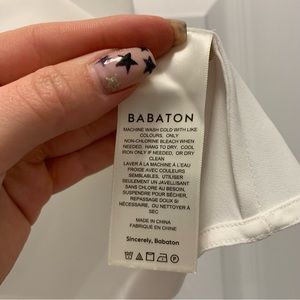 BABATON
MACHINE WASH COLD WITH LIKE
COLOURS, ONLY
NON-CHLORINE BLEACH WHEN
NEEDED, HANG TO DRY, COOL
IRON ONLY IF NEEDED, OR DRY
CLEAN
LAVER À LA MACHINE À L'EAU
FROIDE AVEC COULEURS
SEMBLABLES, UTILISER
SEULEMENT UN JAVELLISANT
SANS CHLORE AU BESOIN,
SUSPENDRE POUR SÉCHER,
REPASSAGE DOUX SI
NÉCESSAIRE, OU NETTOYER À
SEC
MADE IN CHINA
FABRIQUÉ EN CHINE
Sincerely, Babaton